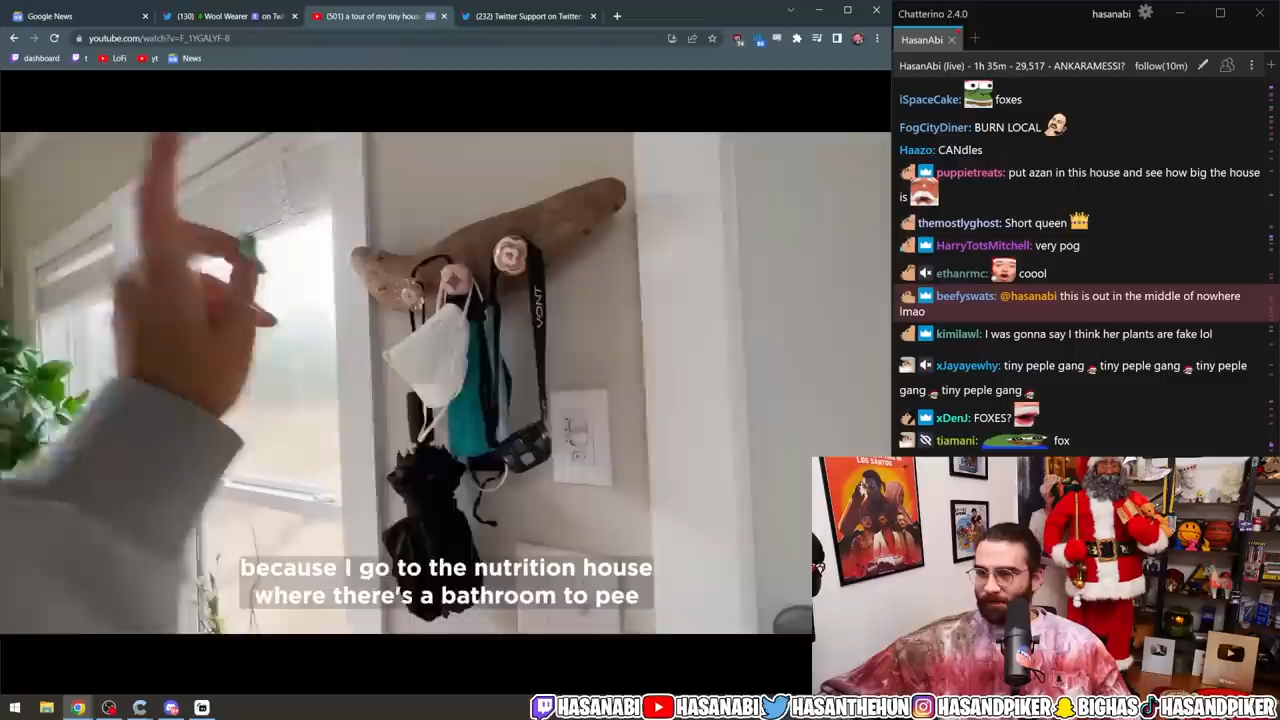 Google News
(130) 🌲Wool Wearer
on Twi
(501) a tour of my tiny hous
(232) Twitter Support on Twitter
youtube.com/watch?v=F_1YGALYF-8
dashboard
t
LoFi
yt
News
Chatterino 2.4.0
hasanabi
HasanAbi
HasanAbi (live) - 1h 35m - 29,517 - ANKARAMESSI?
follow(10m)
iSpaceCake: foxes
FogCityDiner: BURN LOCAL
Haazo: CANdles
puppietreats: put azan in this house and see how big the house
is
themostlyghost: Short queen
HarryTotsMitchell: very pog
ethanrmc: coool
beefyswats: @hasanabi this is out in the middle of nowhere
lmao
kimilawl: I was gonna say I think her plants are fake lol
xJayayewhy: tiny peple gang tiny peple gang tiny peple
gang tiny peple gang
xDenJ: FOXES?
tiamani: fox
VONT
LOS SANTOS
because I go to the nutrition house
where there's a bathroom to pee
HASANABI
HASANABI
HASANTHEHUN
HASANDPIKER
BIGHAS
HASANDPIKER